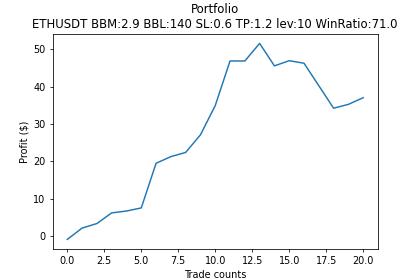 Portfolio
ETHUSDT BBM:2.9 BBL:140 SL:0.6 TP:1.2 lev:10 WinRatio:71.0
50
40
30
20
10
0
Profit ($)
0.0 2.5 5.0 7.5 10.0 12.5 15.0 17.5 20.0
Trade counts